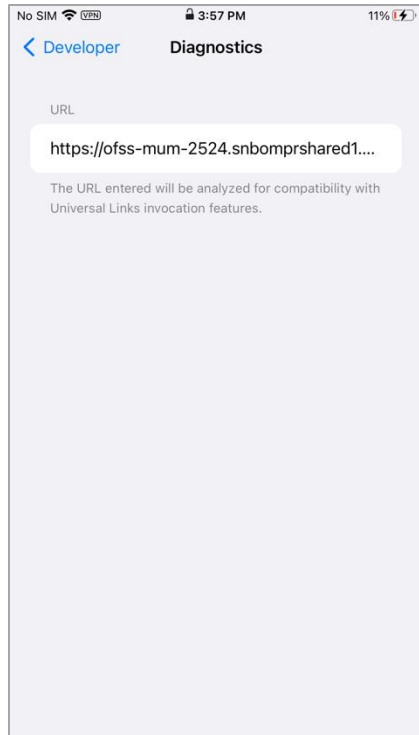 No SIM VPN 3:57 PM 11%
Developer Diagnostics
URL
https://ofss-mum-2524.snbomprshared1....
The URL entered will be analyzed for compatibility with
Universal Links invocation features.